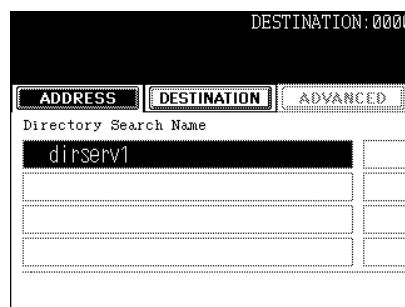 DESTINATION:000
ADDRESS DESTINATION ADVANCED
Directory Search Name
dirserv1